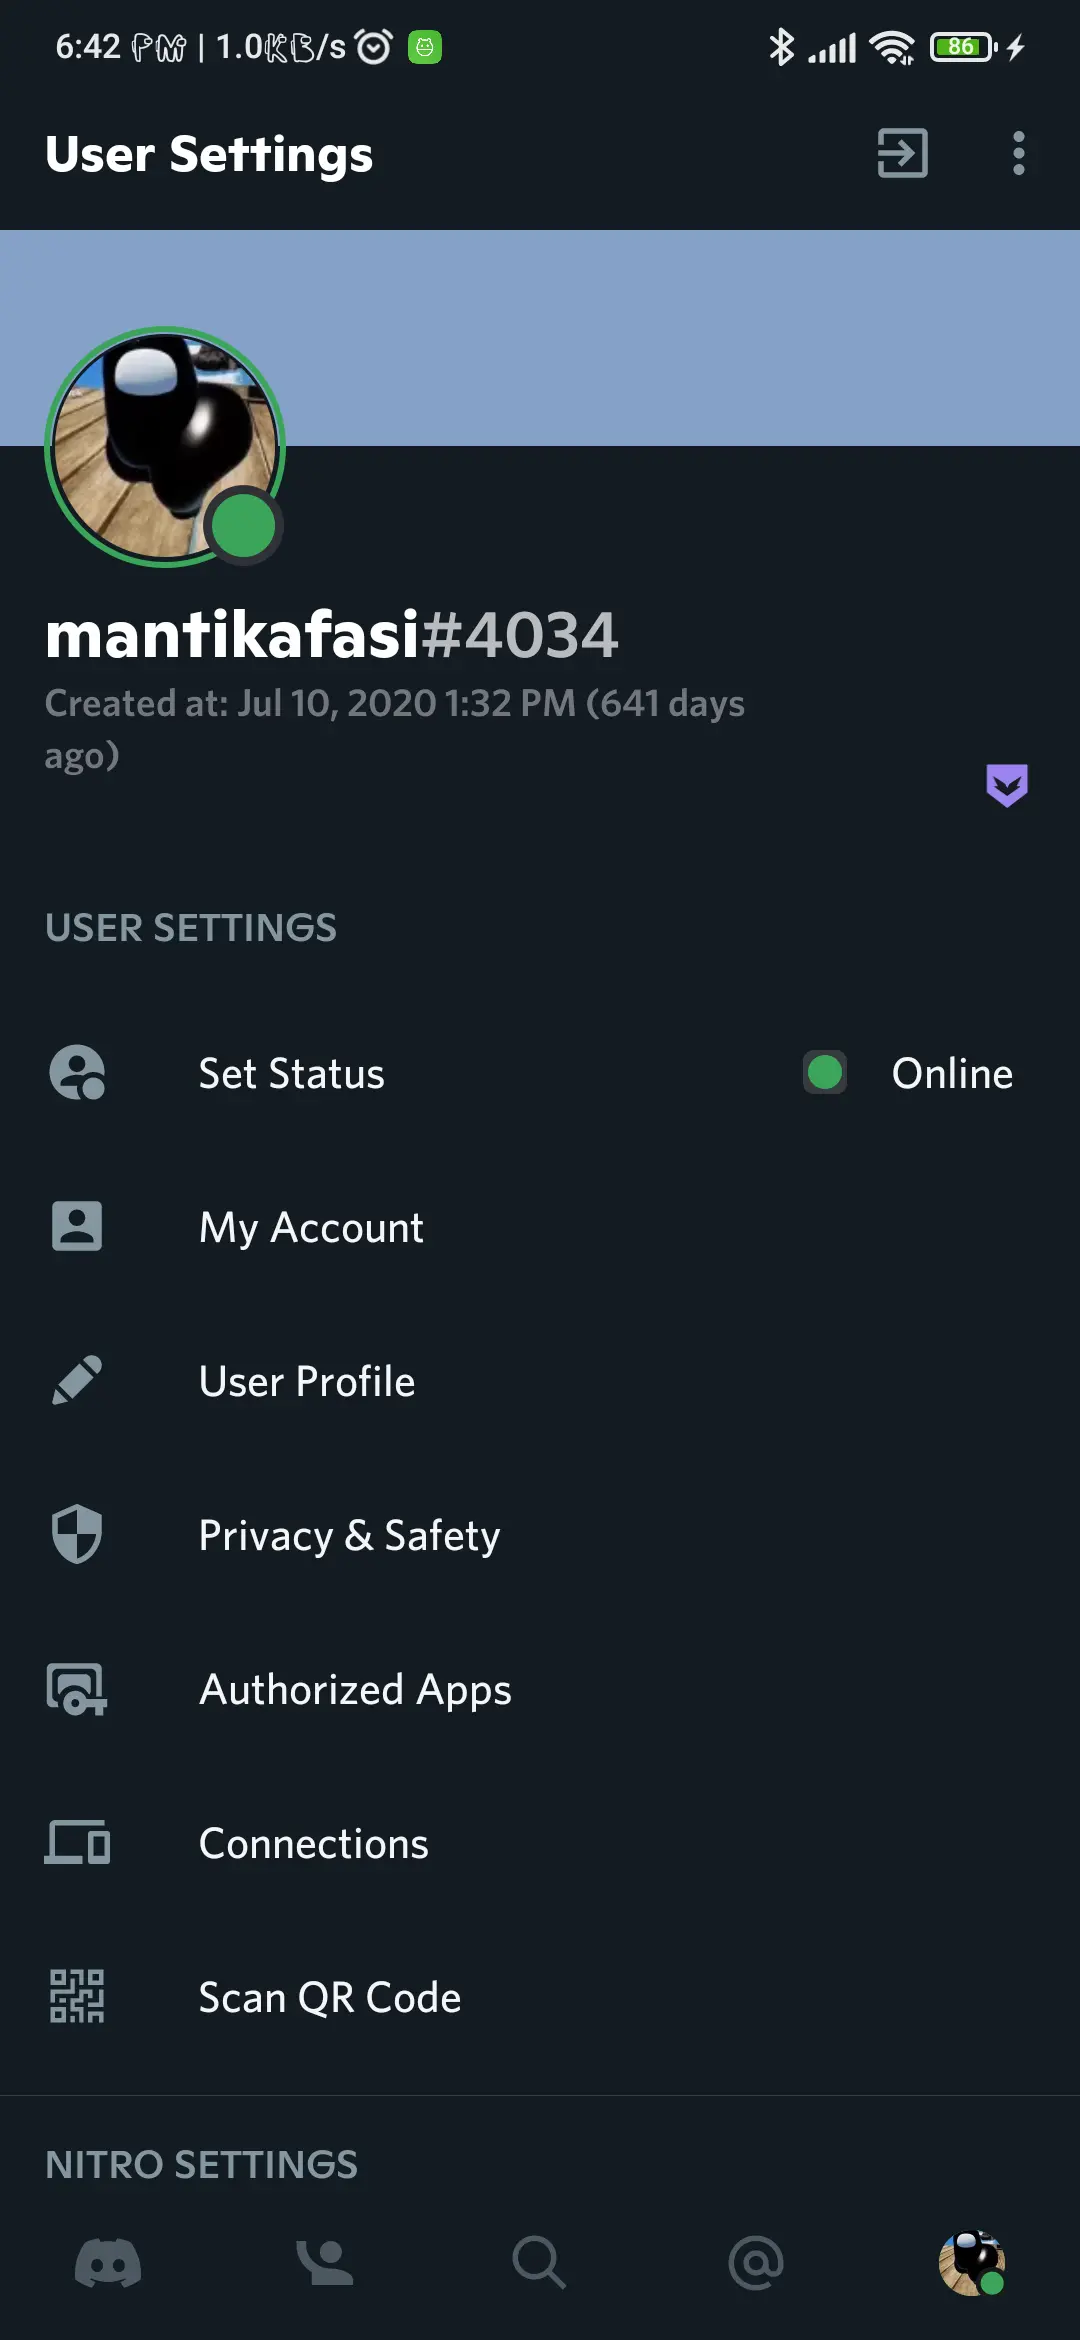 6:42 PM | 1.0KB/s 86
User Settings
mantikafasi#4034
Created at: Jul 10, 2020 1:32 PM (641 days
ago)
USER SETTINGS
Set Status Online
My Account
User Profile
Privacy & Safety
Authorized Apps
Connections
Scan QR Code
NITRO SETTINGS